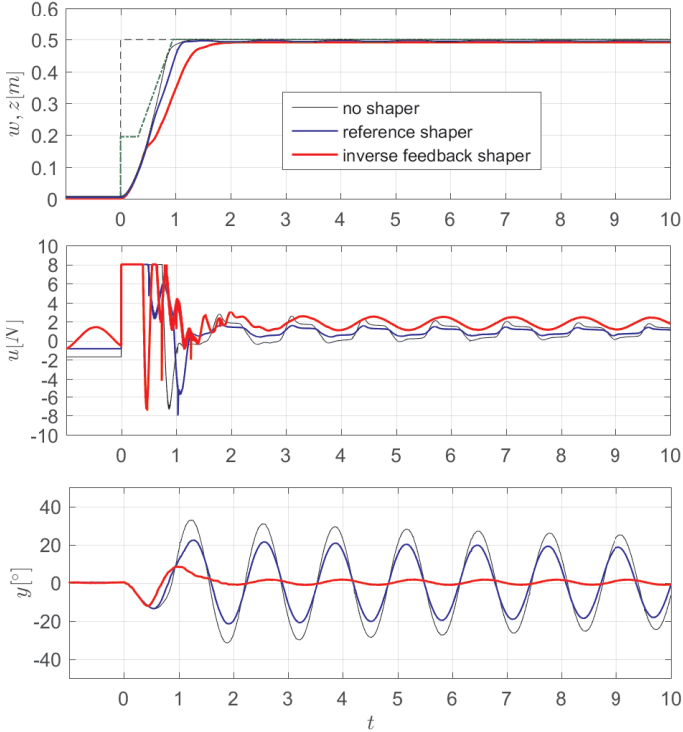 0.6
0.5
0.4
0.3
0.2
0.1
0
w, z[m]
no shaper
reference shaper
inverse feedback shaper
0 1 2 3 4 5 6 7 8 9 10
10
8
6
4
2
0
-2
-4
-6
-8
-10
u[N]
0 1 2 3 4 5 6 7 8 9 10
40
20
0
-20
-40
y[°]
0 1 2 3 4 5 6 7 8 9 10
t